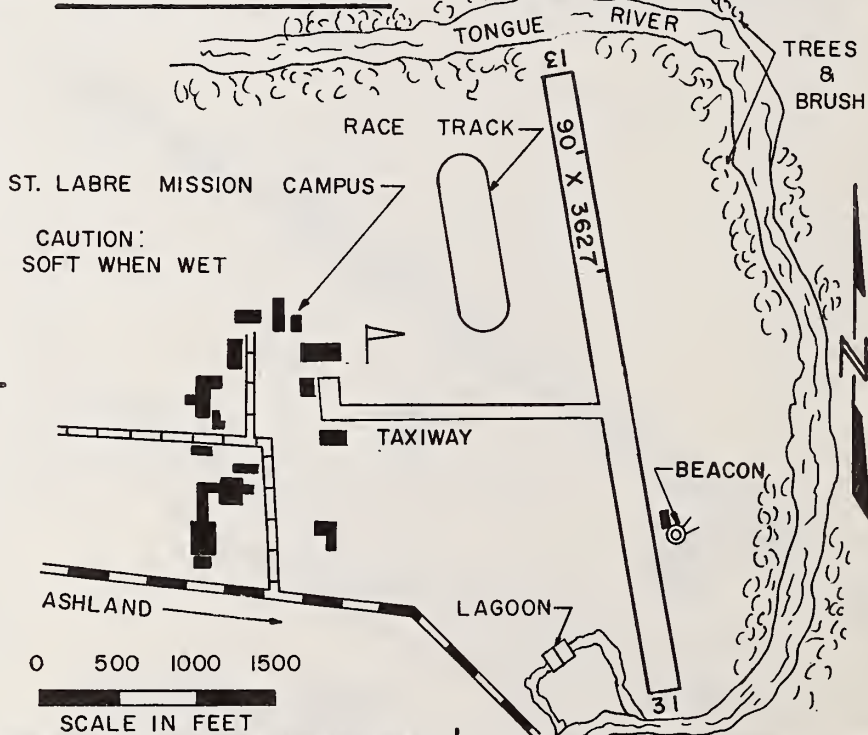 TONGUE RIVER
TREES
&
BRUSH
13
RACE TRACK
90' X 3627'
ST. LABRE MISSION CAMPUS
CAUTION:
SOFT WHEN WET
N
TAXIWAY
BEACON
ASHLAND
LAGOON
0 500 1000 1500
SCALE IN FEET
31